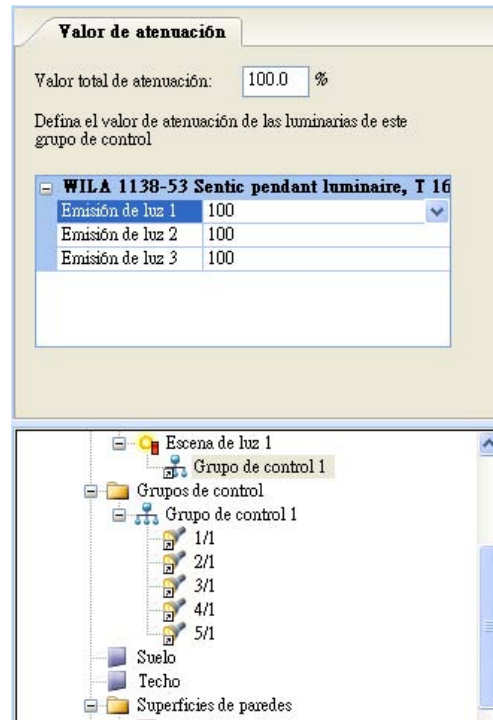 Valor de atenuación
Valor total de atenuación: 100.0 %
Defina el valor de atenuación de las luminarias de este
grupo de control
WILA 1138-53 Sentic pendant luminaire, T 16
Emisión de luz 1 100
Emisión de luz 2 100
Emisión de luz 3 100
Escena de luz 1
Grupo de control 1
Grupos de control
Grupo de control 1
1/1
2/1
3/1
4/1
5/1
Suelo
Techo
Superficies de paredes